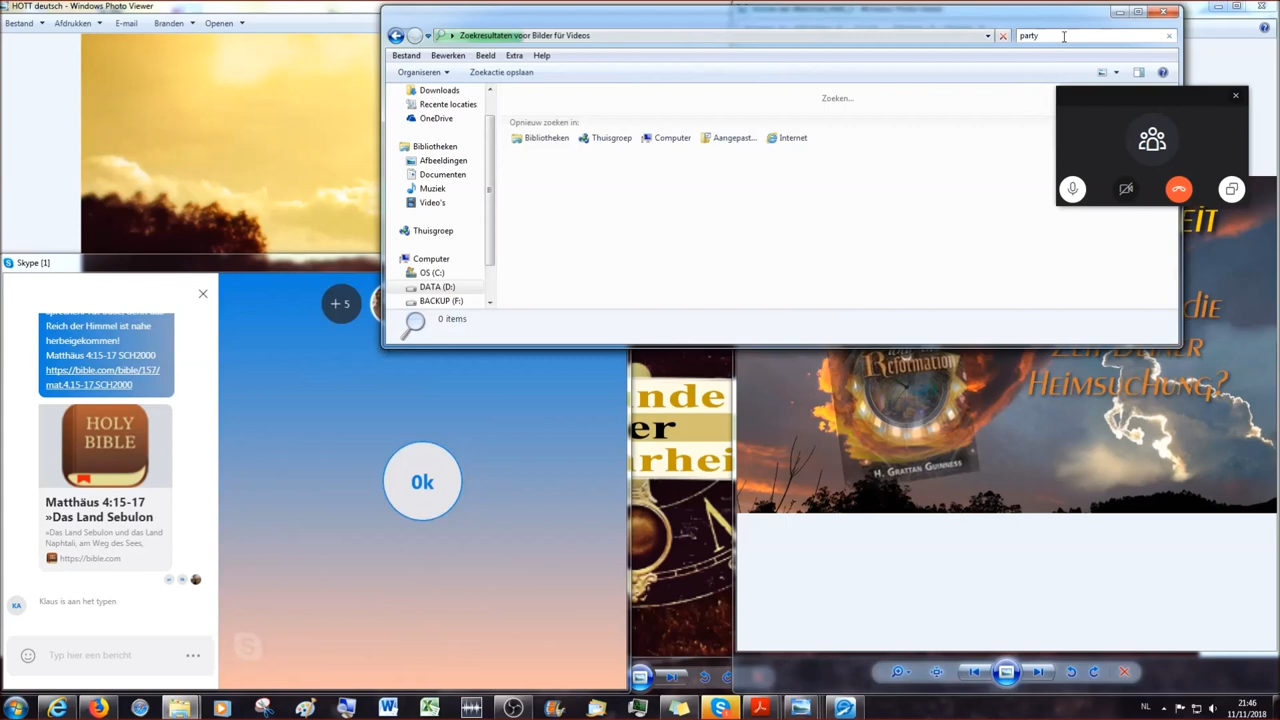 HOTT deutsch - Windows Photo Viewer
Bestand Afdrukken E-mail Branden Openen
Zoekresultaten voor Bilder für Videos
party
Bestand Bewerken Beeld Extra Help
Organiseren Zoekactie opslaan
Downloads
Recente locaties
OneDrive
Bibliotheken
Afbeeldingen
Documenten
Muziek
Video's
Thuisgroep
Computer
OS (C:)
DATA (D:)
BACKUP (F:)
Zoeken...
Opnieuw zoeken in:
Bibliotheken Thuisgroep Computer Aangepast... Internet
0 items
Skype [1]
Reich der Himmel ist nahe
herbeigekommen!
Matthäus 4:15-17 SCH2000
https://bible.com/bible/157/
mat.4.15-17.SCH2000
HOLY
BIBLE
Matthäus 4:15-17
»Das Land Sebulon
«Das Land Sebulon und das Land
Naphtali, am Weg des Sees,
https://bible.com
KA
Klaus is aan het typen
Typ hier een bericht
+ 5
0k
nde
er
rhei
EIT
die
Zeit Deiner
Heimsuchung?
Reformation
H. GRATTAN GUINNESS
NL
21:46
11/11/2018